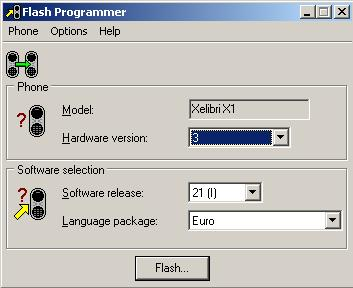 Flash Programmer
Phone Options Help
Phone
?
Model: Xelibri X1
Hardware version: 3
Software selection
?
Software release: 21 (I)
Language package: Euro
Flash...